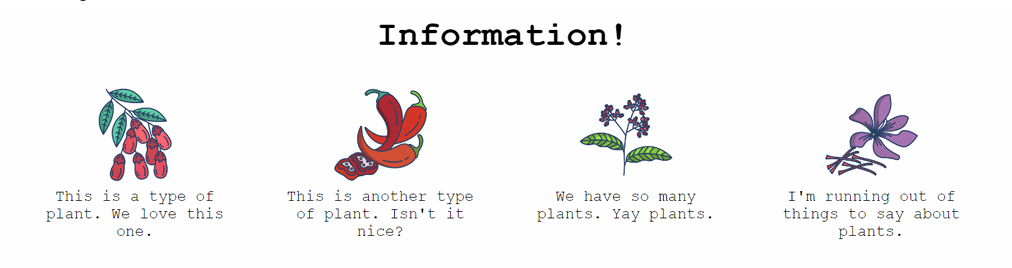 Information!
This is a type of
plant. We love this
one.
This is another type
of plant. Isn't it
nice?
We have so many
plants. Yay plants.
I'm running out of
things to say about
plants.